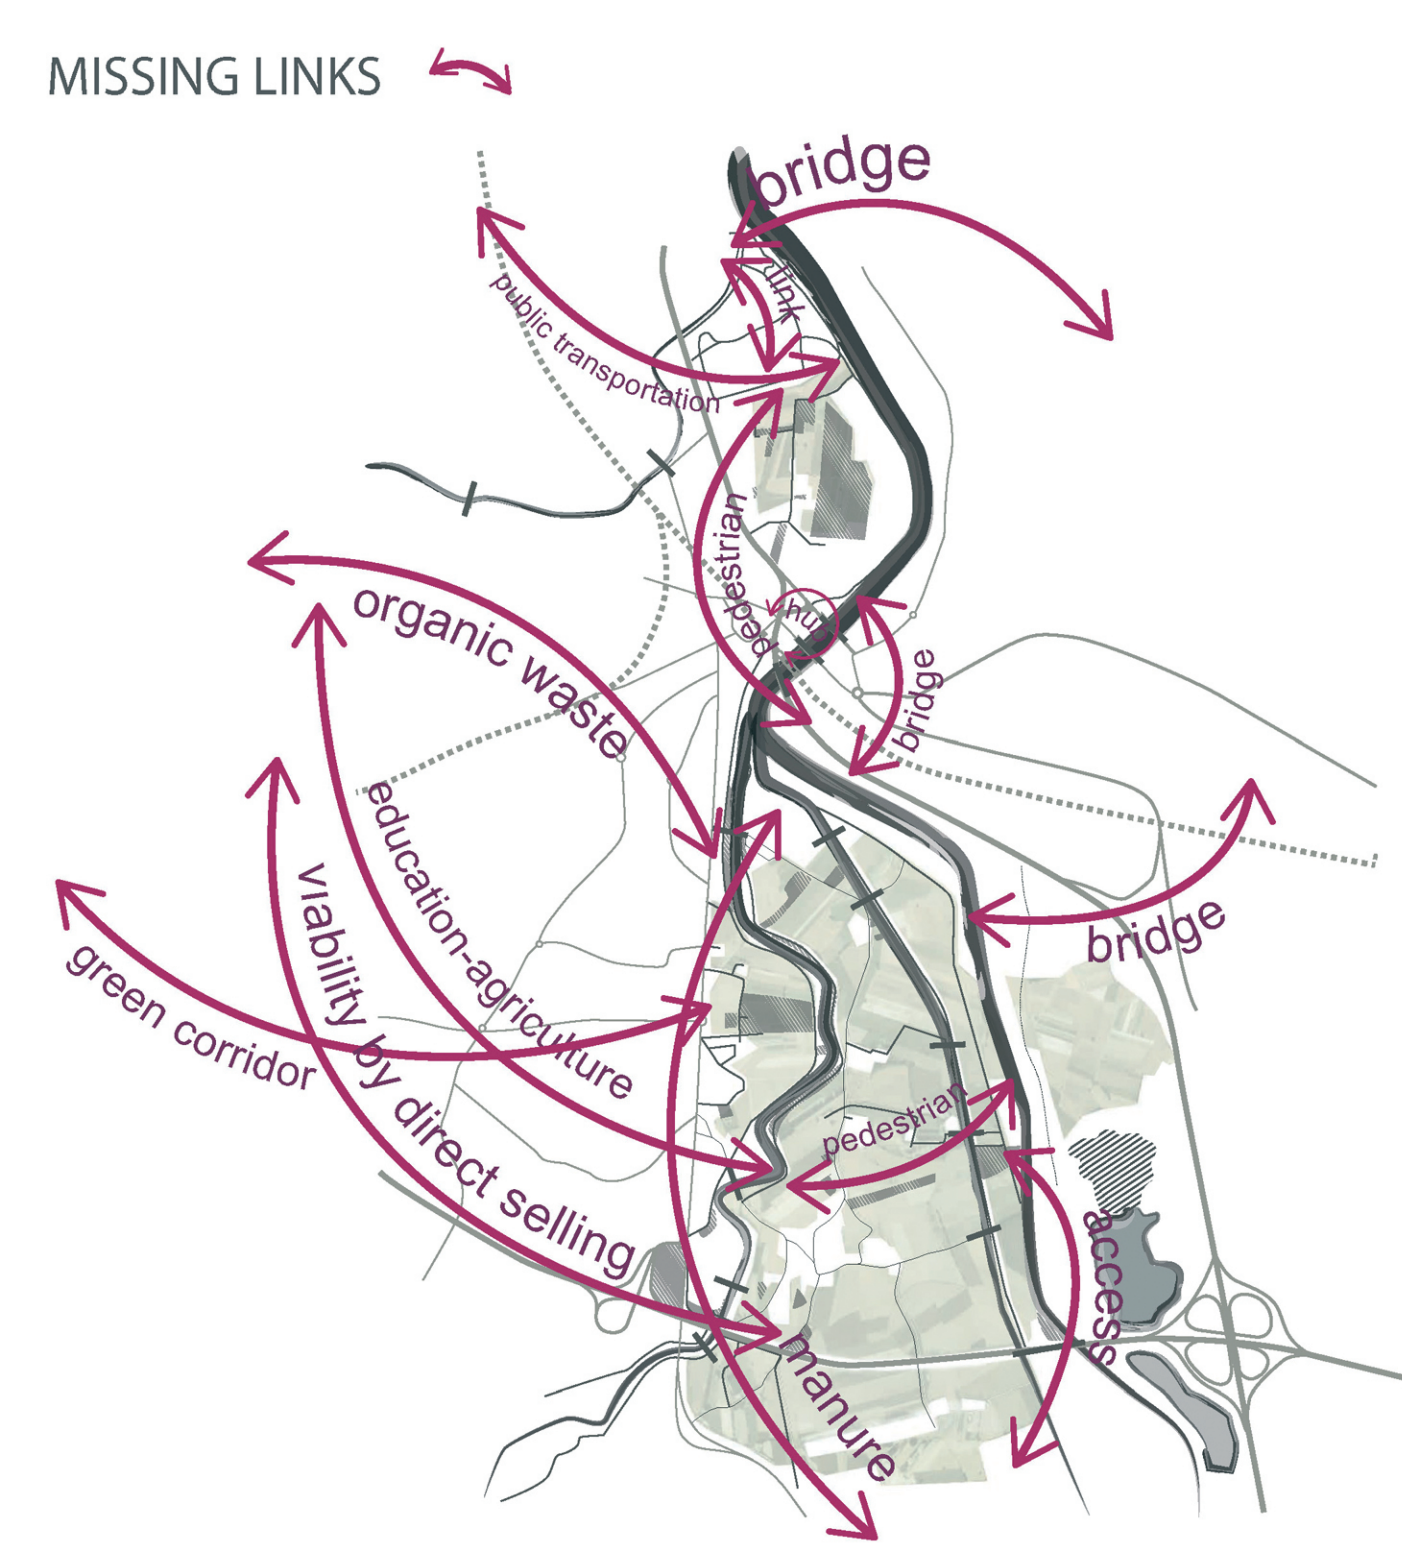 MISSING LINKS
bridge
link
public transportation
pedestrian
hub
organic waste
bridge
education-agriculture
bridge
viability by direct selling
green corridor
pedestrian
access
manure